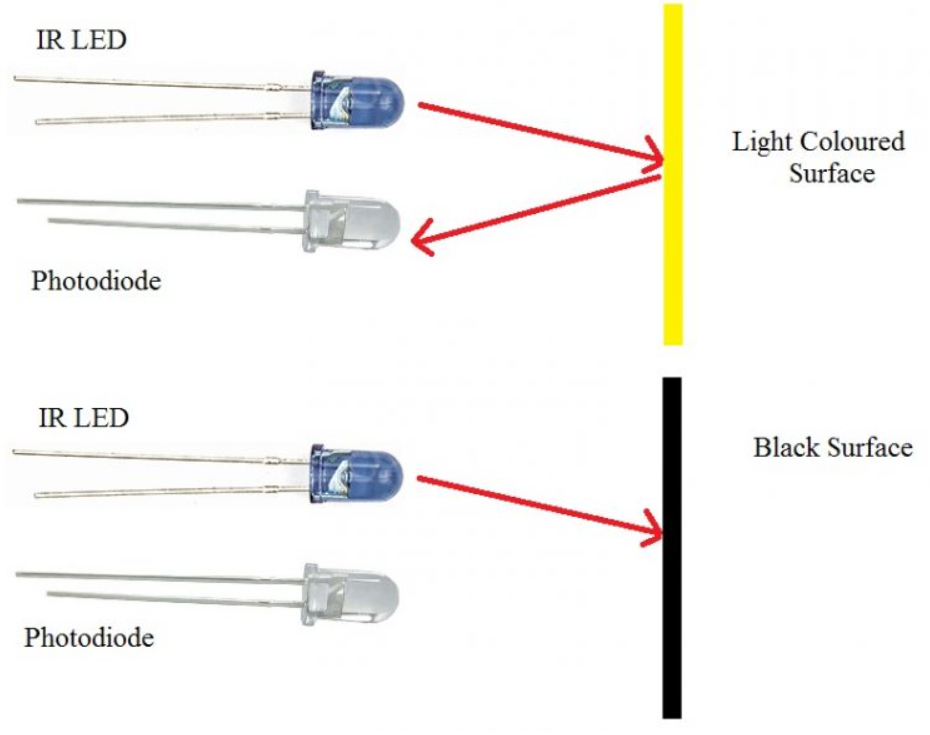 IR LED
Light Coloured
Surface
Photodiode
IR LED
Black Surface
Photodiode